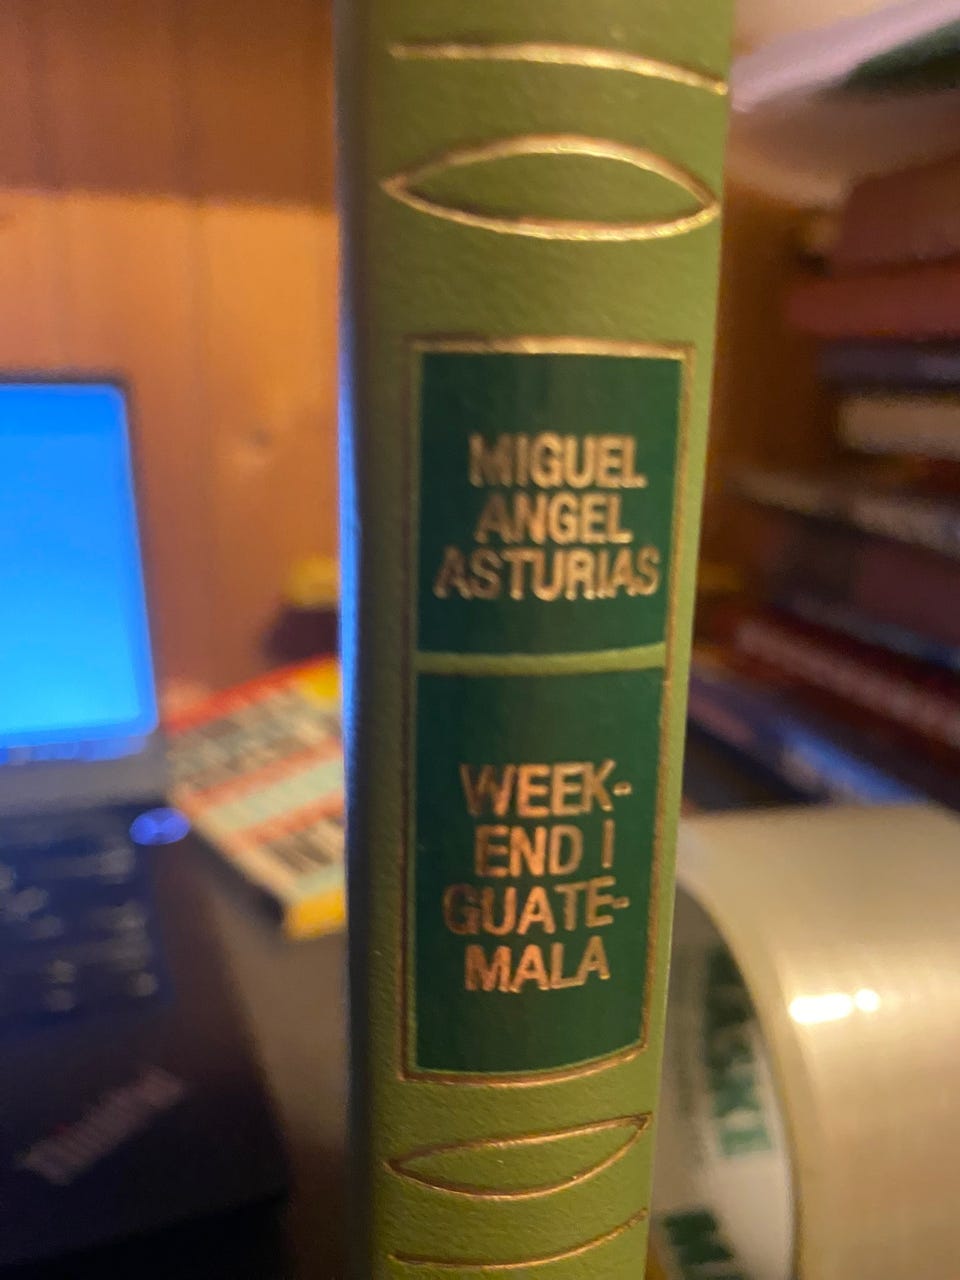 MIGUEL
ANGEL
ASTURIAS
WEEK-
END I
GUATE-
MALA